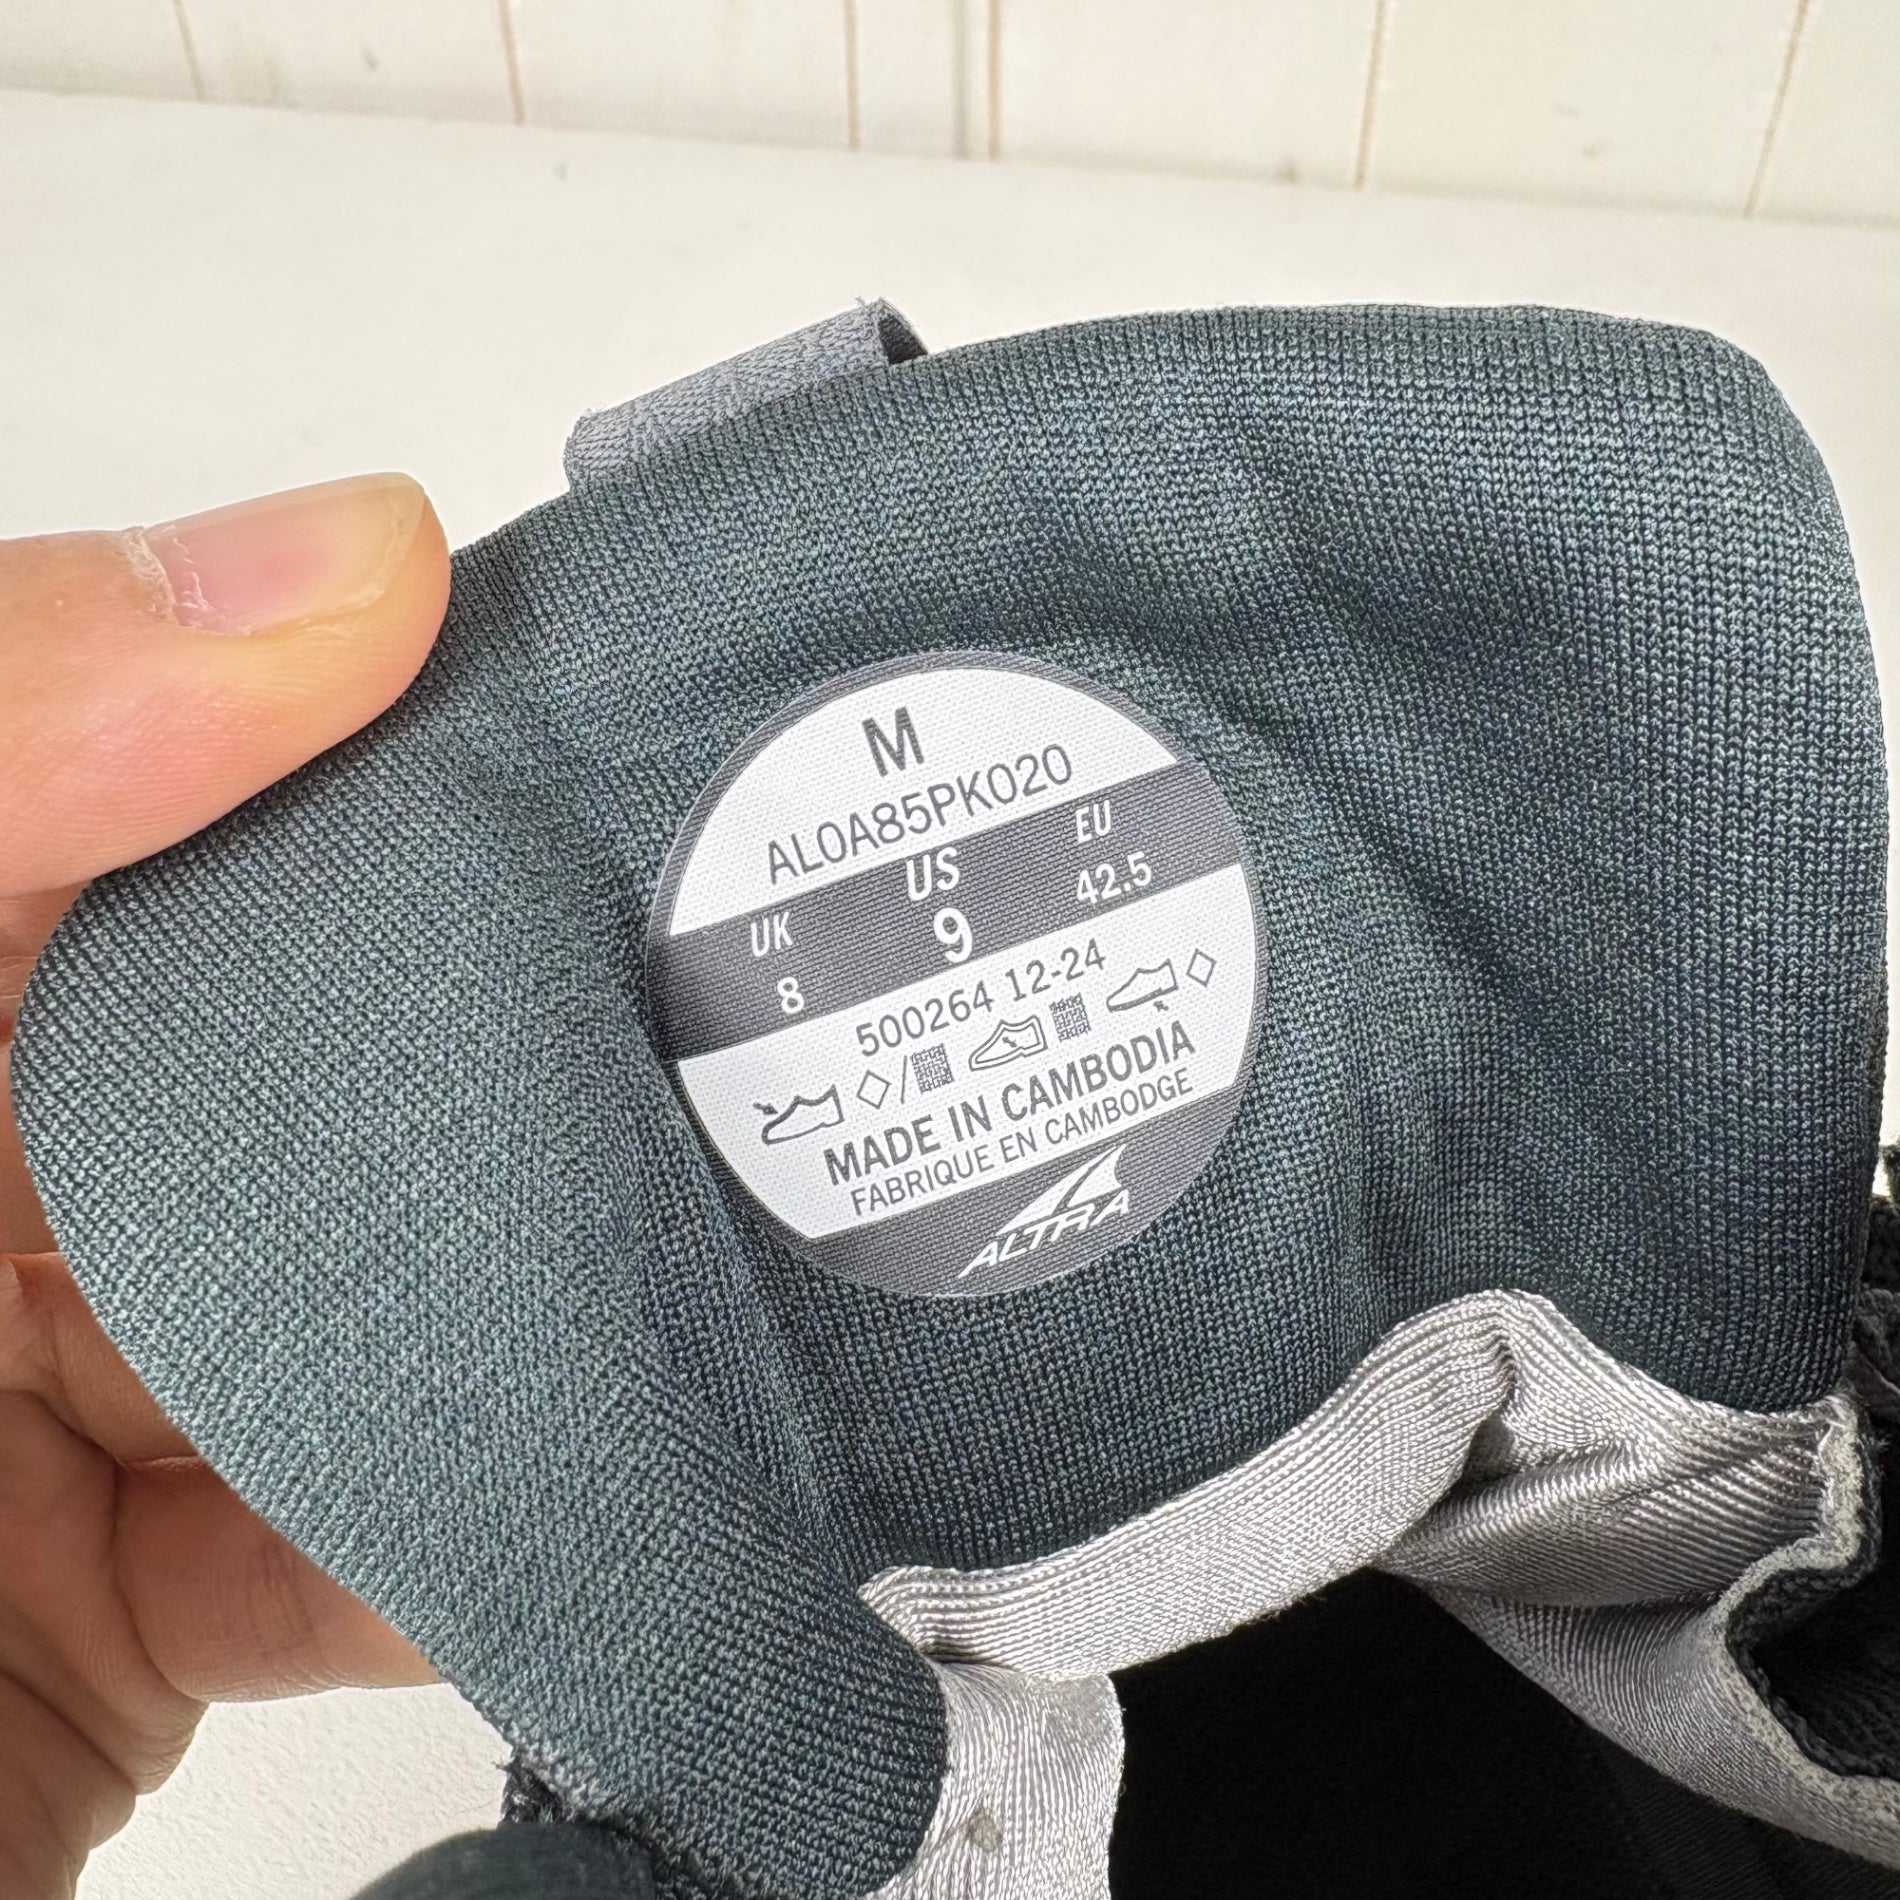 M
AL0A85PK020
UK US EU
8 9 42.5
500264 12-24
MADE IN CAMBODIA
FABRIQUE EN CAMBODGE
ALTRA